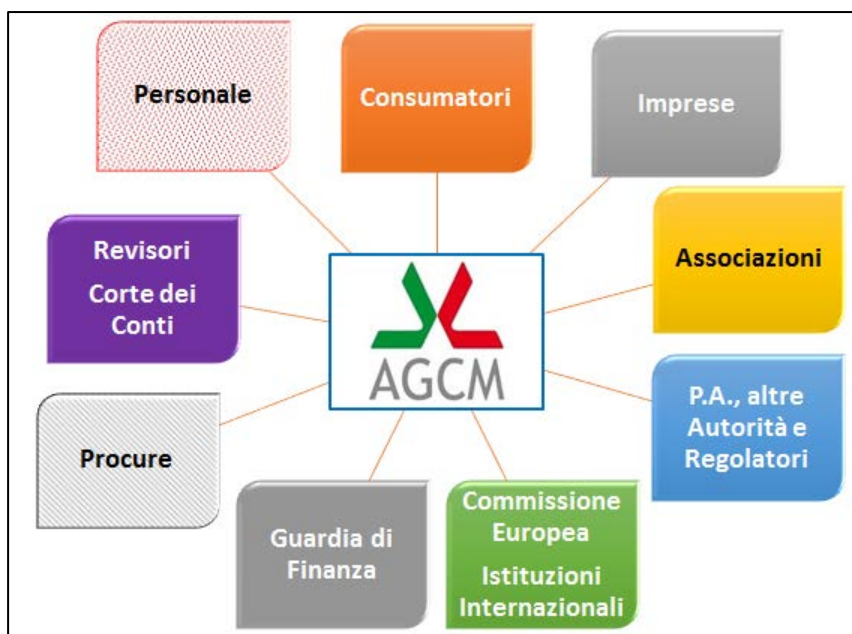 Personale
Consumatori
Imprese
Revisori
Corte dei
Conti
AGCM
Associazioni
Procure
P.A., altre
Autorità e
Regolatori
Guardia di
Finanza
Commissione
Europea
Istituzioni
Internazionali